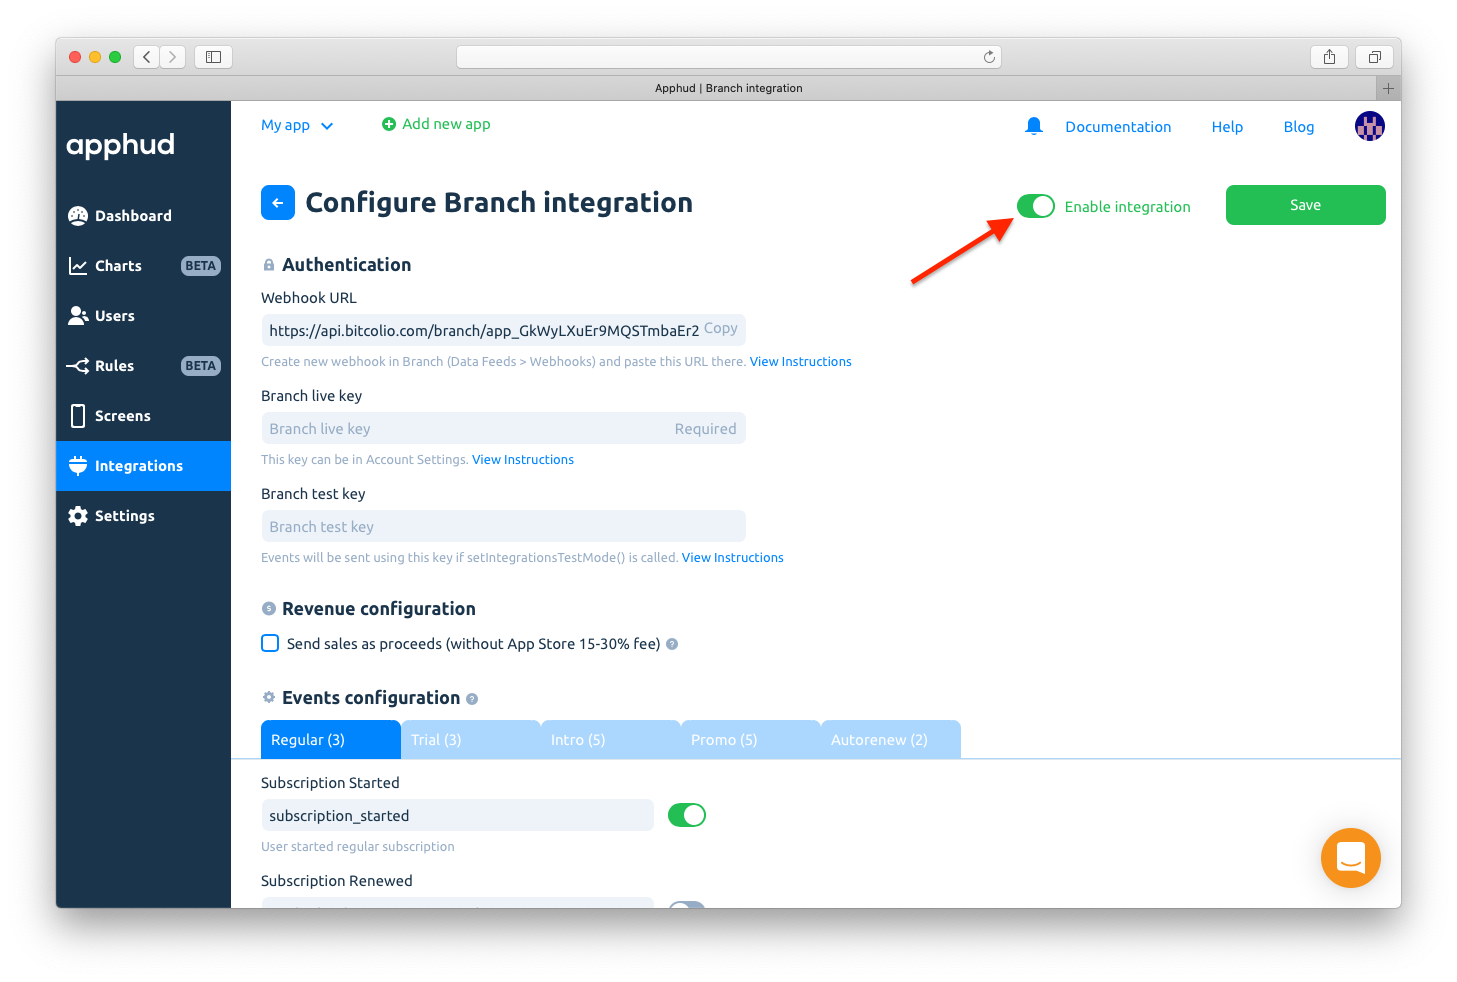 Apphud | Branch integration
apphud
My app
Add new app
Documentation
Help
Blog
Dashboard
Charts BETA
Users
Rules BETA
Screens
Integrations
Settings
Configure Branch integration
Enable integration
Save
Authentication
Webhook URL
https://api.bitcolio.com/branch/app_GkWyLXuEr9MQSTmbaEr2 Copy
Create new webhook in Branch (Data Feeds > Webhooks) and paste this URL there. View Instructions
Branch live key
Branch live key Required
This key can be in Account Settings. View Instructions
Branch test key
Branch test key
Events will be sent using this key if setIntegrationsTestMode() is called. View Instructions
Revenue configuration
Send sales as proceeds (without App Store 15-30% fee) ?
Events configuration ?
Regular (3)
Trial (3)
Intro (5)
Promo (5)
Autorenew (2)
Subscription Started
subscription_started
User started regular subscription
Subscription Renewed